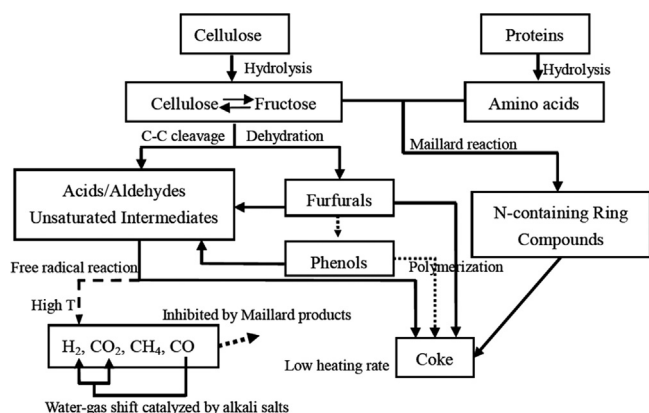 Cellulose
Proteins
Hydrolysis
Hydrolysis
Cellulose Fructose
Amino acids
C-C cleavage
Dehydration
Maillard reaction
Acids/Aldehydes
Unsaturated Intermediates
Furfurals
N-containing Ring
Compounds
Phenols
Polymerization
Free radical reaction
High T
Inhibited by Maillard products
H2, CO2, CH4, CO
Low heating rate
Coke
Water-gas shift catalyzed by alkali salts